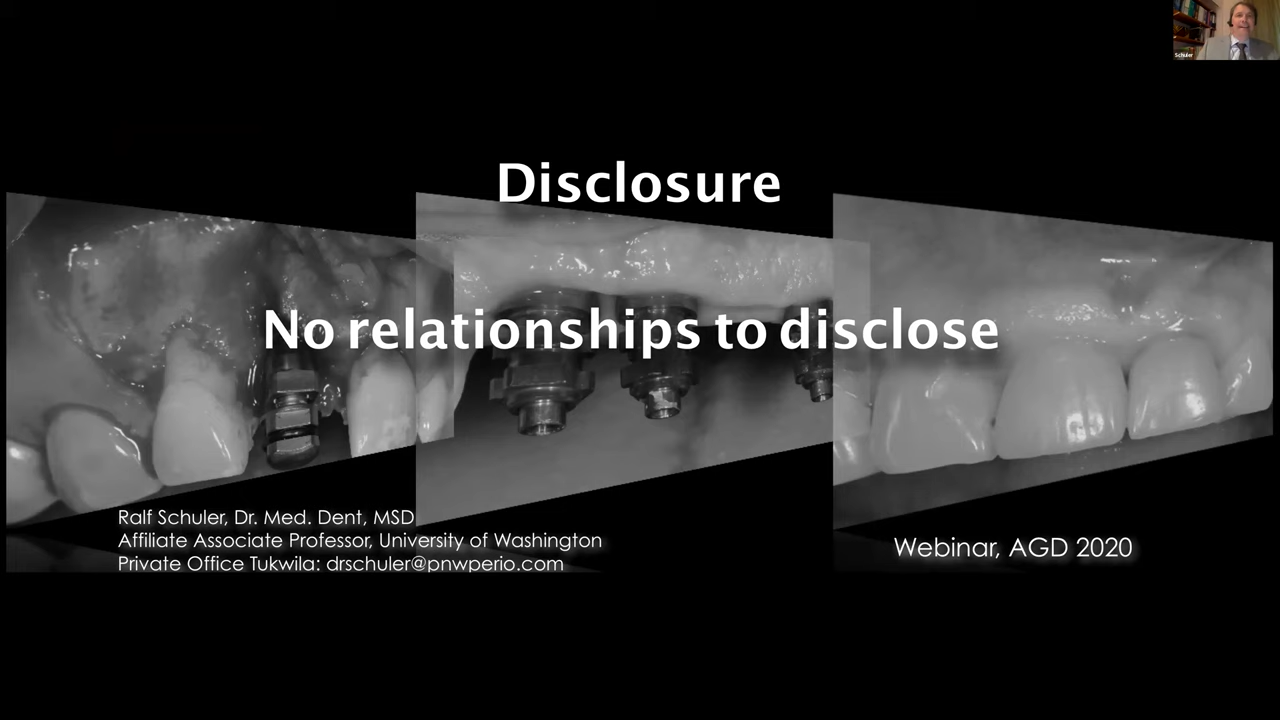 Schuler
Disclosure
No relationships to disclose
Ralf Schuler, Dr. Med. Dent, MSD
Affiliate Associate Professor, University of Washington
Private Office Tukwila: drschuler@pnwperio.com
Webinar, AGD 2020